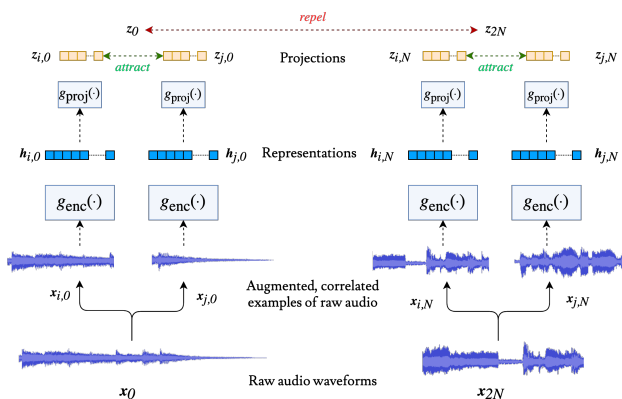 repel
z0 z2N
zi,0 zj,0 Projections zi,N zj,N
attract attract
gproj(·) gproj(·) gproj(·) gproj(·)
hi,0 hj,0 Representations hi,N hj,N
genc(·) genc(·) genc(·) genc(·)
Augmented, correlated
examples of raw audio
xi,0 xj,0 xi,N xj,N
Raw audio waveforms
x0 x2N